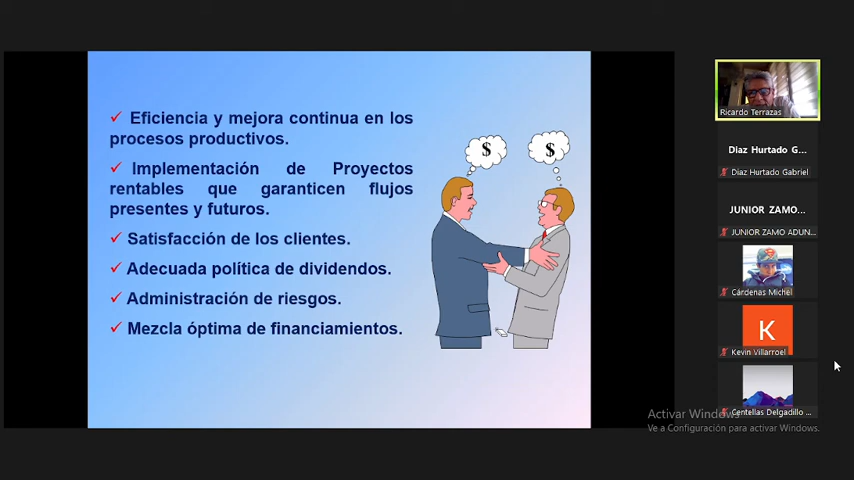 ✓ Eficiencia y mejora continua en los
procesos productivos.
✓ Implementación de Proyectos
rentables que garanticen flujos
presentes y futuros.
✓ Satisfacción de los clientes.
✓ Adecuada política de dividendos.
✓ Administración de riesgos.
✓ Mezcla óptima de financiamientos.
$ $
Ricardo Terrazas
Diaz Hurtado G...
Diaz Hurtado Gabriel
JUNIOR ZAMO...
JUNIOR ZAMO ADUN...
Cárdenas Michel
K
Kevin Villarroel
Centellas Delgadillo ...
Activar Windows
Ve a Configuración para activar Windows.